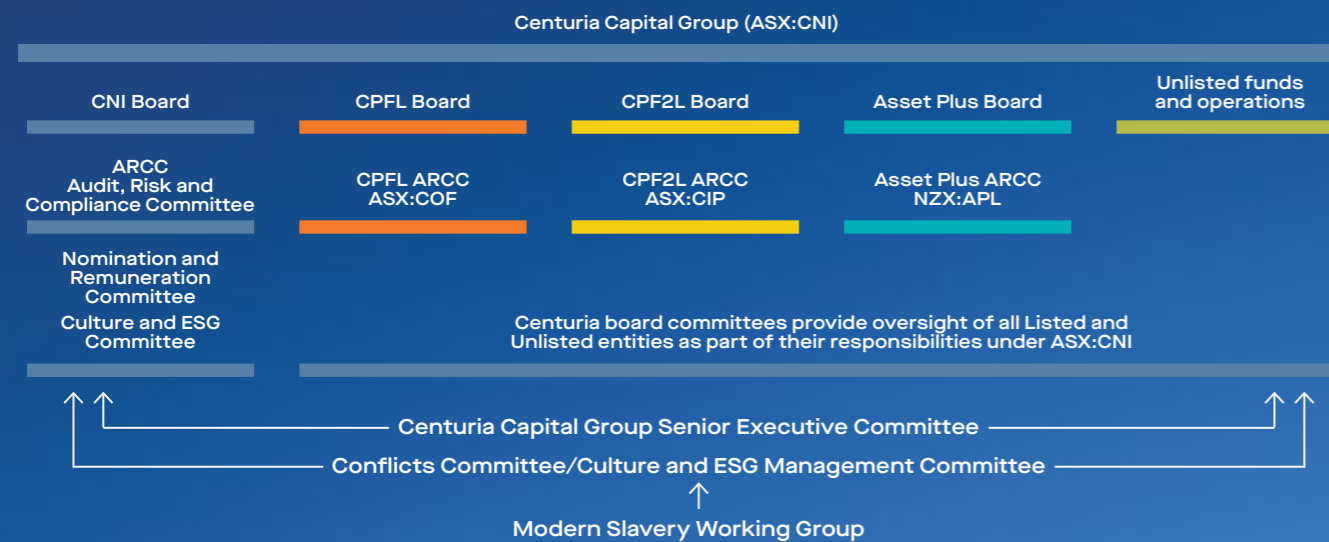 Centuria Capital Group (ASX:CNI)
CNI Board
CPFL Board
CPF2L Board
Asset Plus Board
Unlisted funds
and operations
ARCC
Audit, Risk and
Compliance Committee
CPFL ARCC
ASX:COF
CPF2L ARCC
ASX:CIP
Asset Plus ARCC
NZX:APL
Nomination and
Remuneration
Committee
Culture and ESG
Committee
Centuria board committees provide oversight of all Listed and
Unlisted entities as part of their responsibilities under ASX:CNI
Centuria Capital Group Senior Executive Committee
Conflicts Committee/Culture and ESG Management Committee
Modern Slavery Working Group